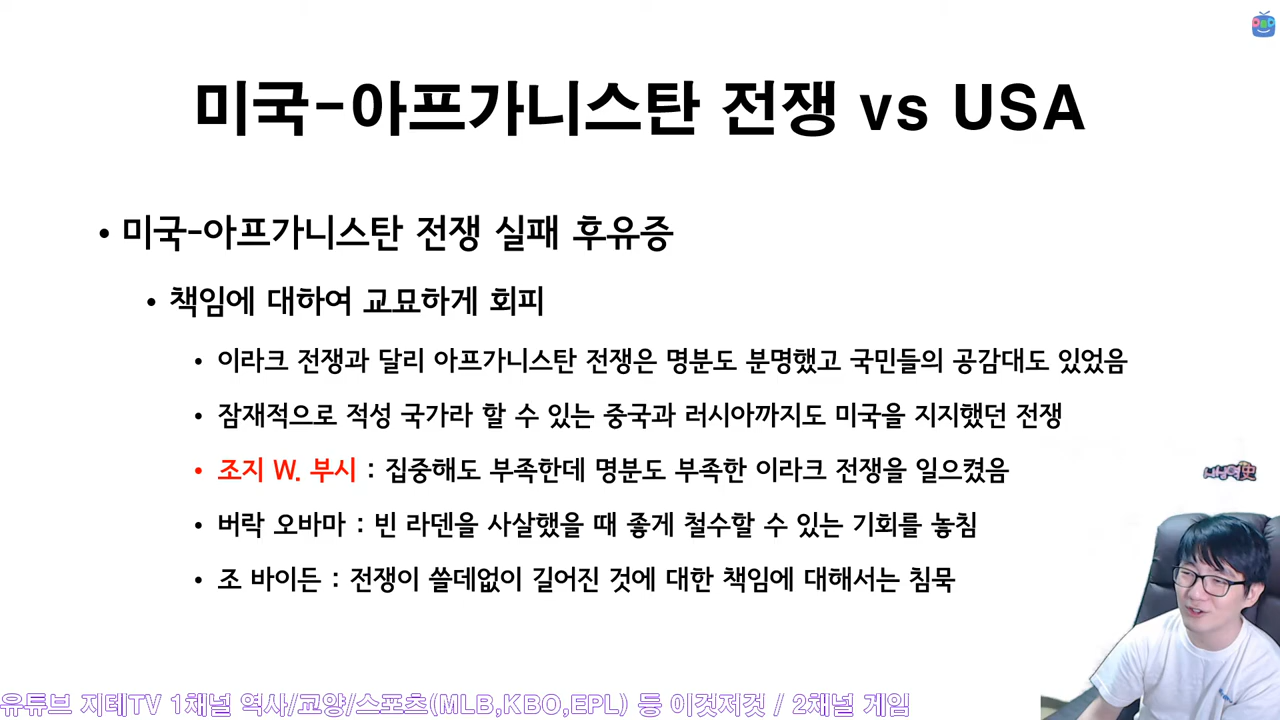 미국-아프가니스탄 전쟁 vs USA
• 미국-아프가니스탄 전쟁 실패 후유증
• 책임에 대하여 교묘하게 회피
• 이라크 전쟁과 달리 아프가니스탄 전쟁은 명분도 분명했고 국민들의 공감대도 있었음
• 잠재적으로 적성 국가라 할 수 있는 중국과 러시아까지도 미국을 지지했던 전쟁
• 조지 W. 부시 : 집중해도 부족한데 명분도 부족한 이라크 전쟁을 일으켰음
• 버락 오바마 : 빈 라덴을 사살했을 때 좋게 철수할 수 있는 기회를 놓침
• 조 바이든 : 전쟁이 쓸데없이 길어진 것에 대한 책임에 대해서는 침묵
유튜브 지테TV 1채널 역사/교양/스포츠(MLB,KBO,EPL) 등 이것저것 / 2채널 게임